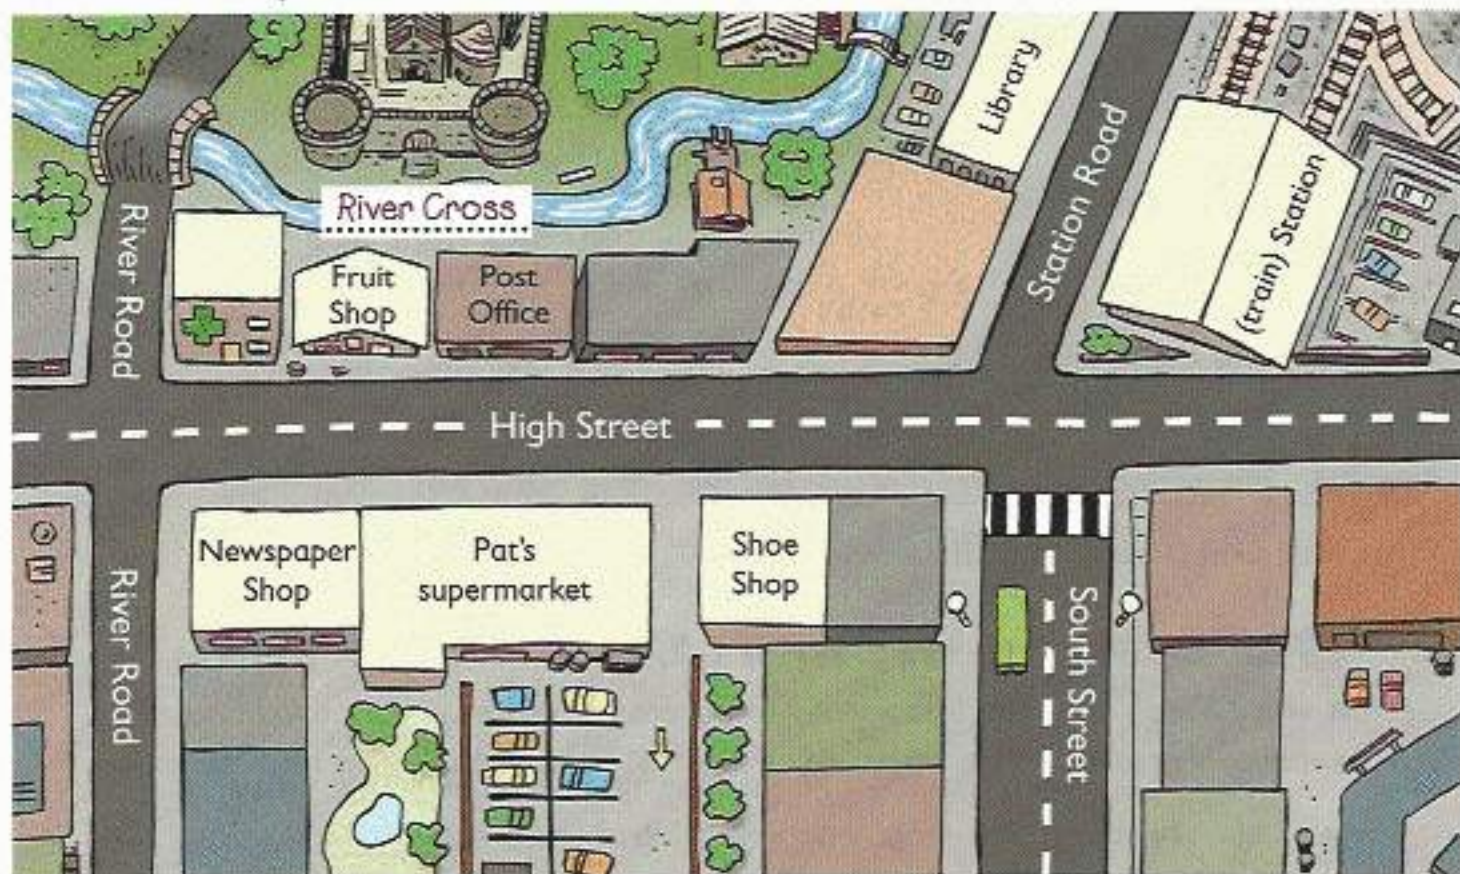 Library
River Cross
Station Road
(train) Station
River Road
Fruit
Shop
Post
Office
High Street
Newspaper
Shop
Pat's
supermarket
Shoe
Shop
River Road
South Street